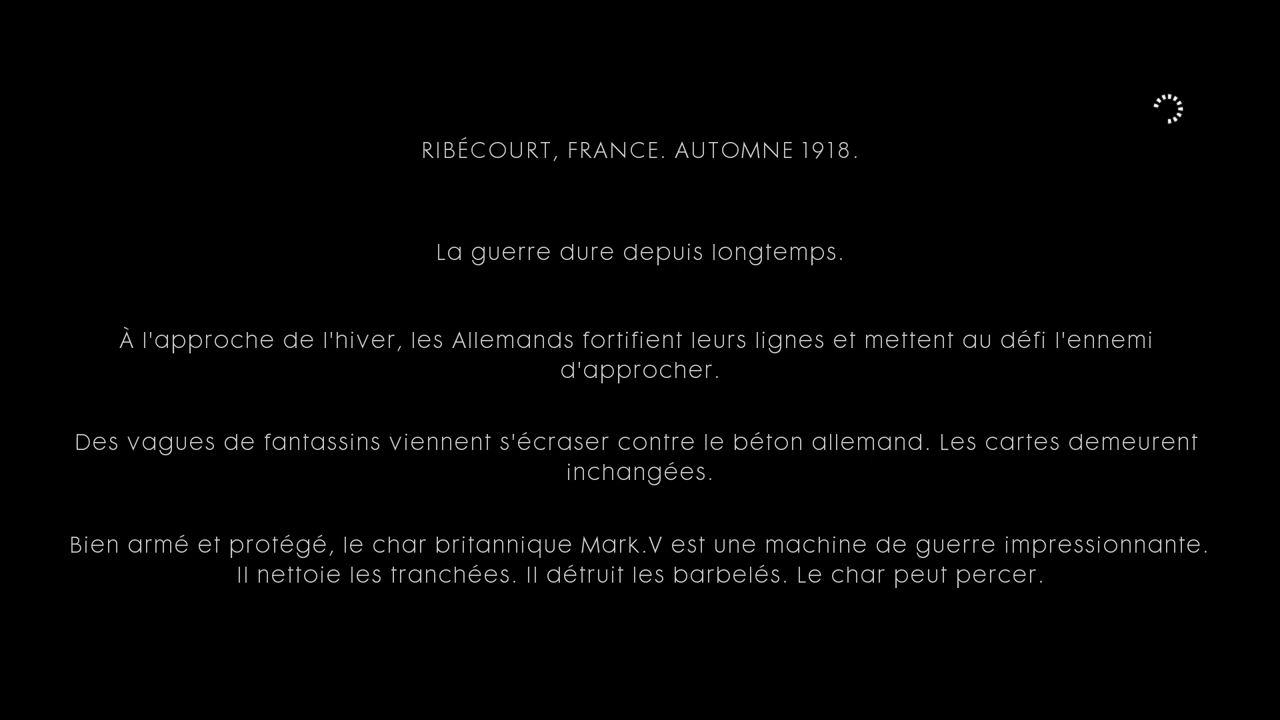 RIBÉCOURT, FRANCE. AUTOMNE 1918.
La guerre dure depuis longtemps.
À l'approche de l'hiver, les Allemands fortifient leurs lignes et mettent au défi l'ennemi
d'approcher.
Des vagues de fantassins viennent s'écraser contre le béton allemand. Les cartes demeurent
inchangées.
Bien armé et protégé, le char britannique Mark.V est une machine de guerre impressionnante.
Il nettoie les tranchées. Il détruit les barbelés. Le char peut percer.